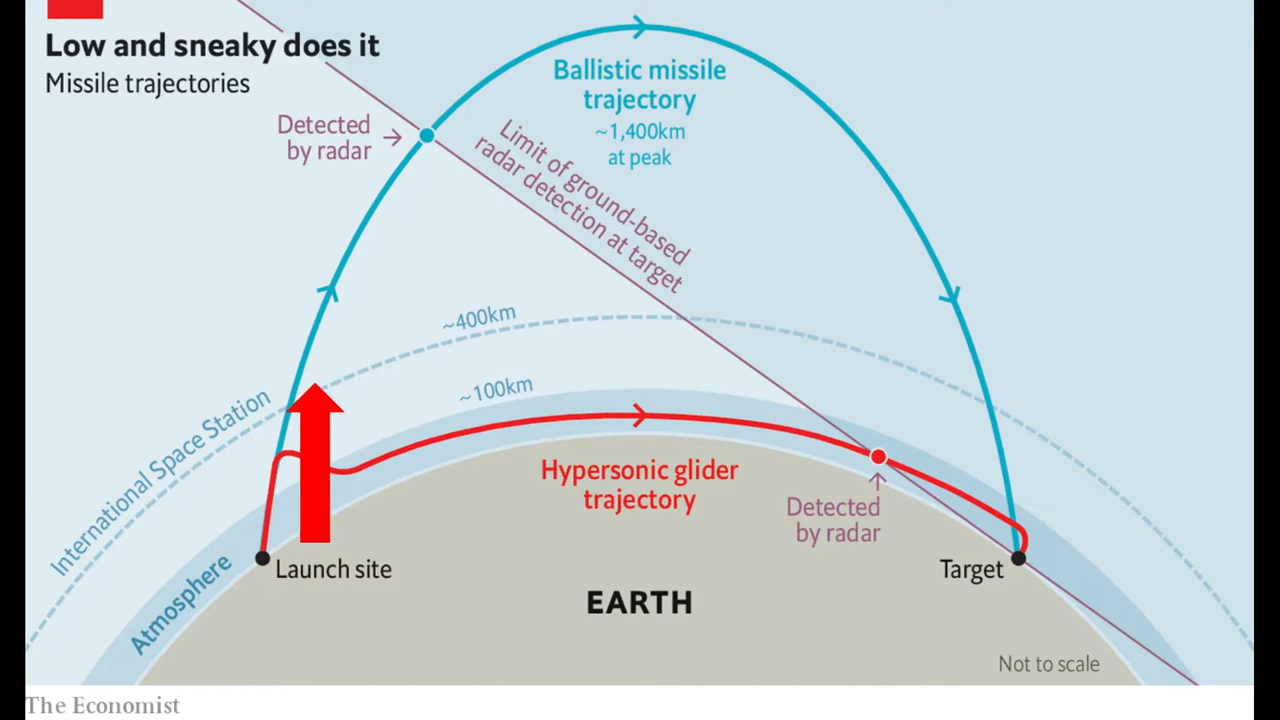 Low and sneaky does it
Missile trajectories
Ballistic missile
trajectory
~1,400km
at peak
Detected
by radar
Limit of ground-based
radar detection at target
~400km
International Space Station
~100km
Hypersonic glider
trajectory
Detected
by radar
Launch site
Target
Atmosphere
EARTH
Not to scale
The Economist